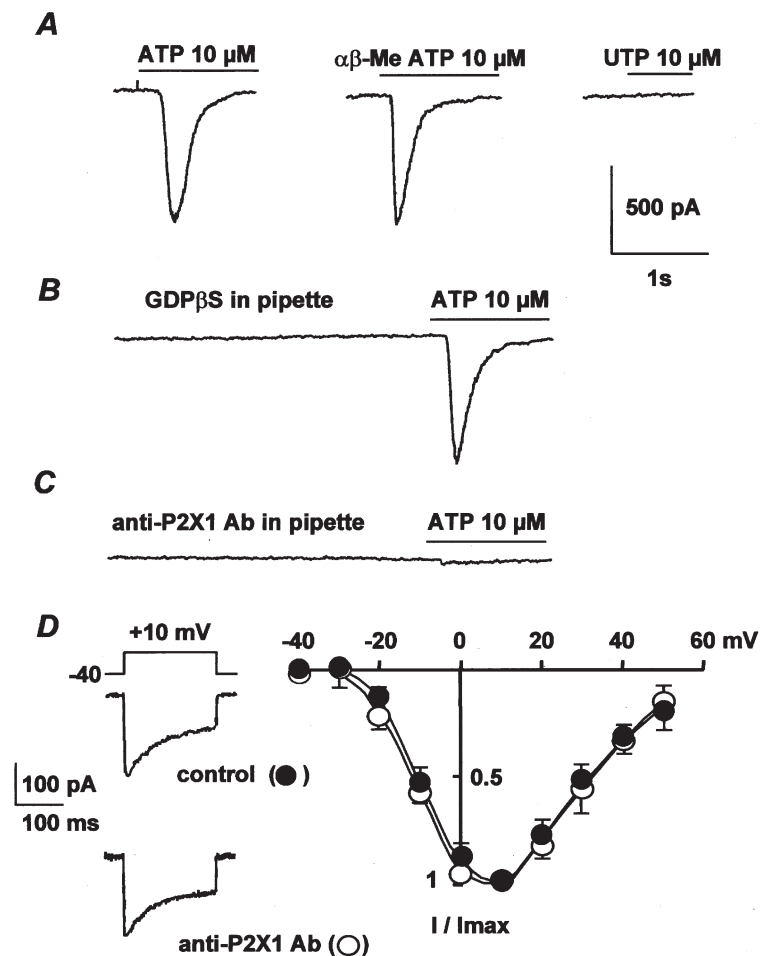 A
ATP 10 µM
αβ-Me ATP 10 µM
UTP 10 µM
500 pA
1s
B
GDPβS in pipette
ATP 10 µM
C
anti-P2X1 Ab in pipette
ATP 10 µM
D
+10 mV
-40
100 pA
100 ms
control ( )
anti-P2X1 Ab ( )
-40 -20 0 20 40 60 mV
0.5
1
I / Imax